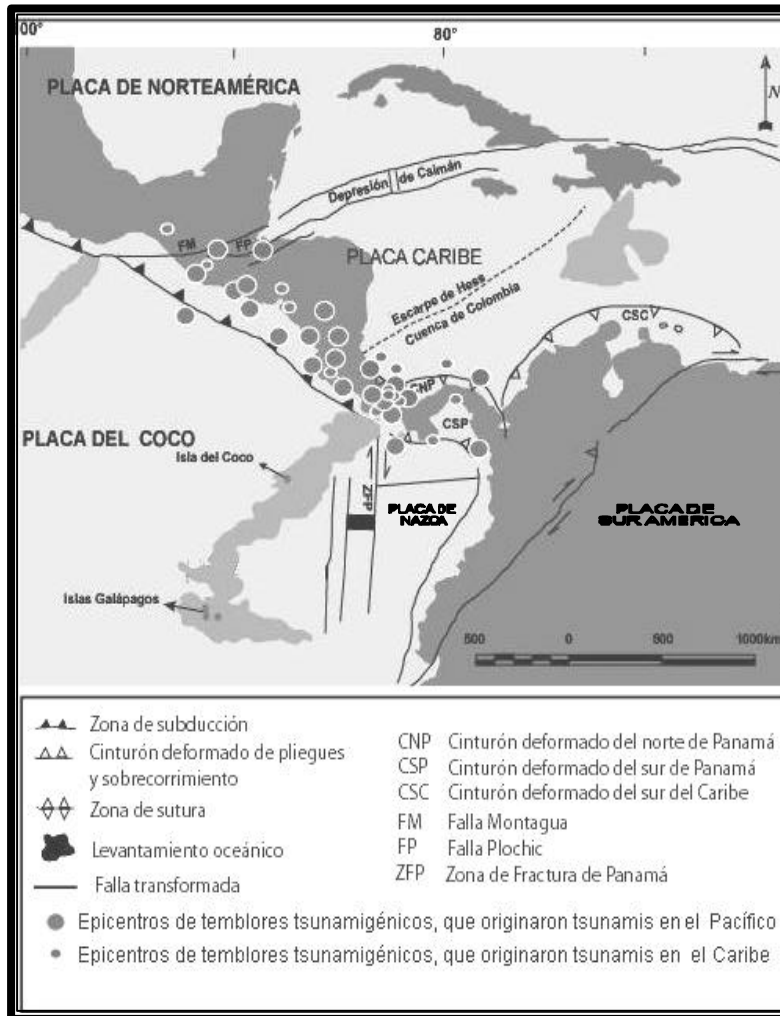 00°
80°
PLACA DE NORTEAMÉRICA
N
Depresión de Caimán
FM
FP
PLACA CARIBE
Escarpe de Hess
Cuenca de Colombia
CSC
CNP
CSP
PLACA DEL COCO
Isla del Coco
ZFP
PLACA DE
NAZCA
PLACA DE
SUR AMERICA
Islas Galápagos
500
0
500
1000km
Zona de subducción
Cinturón deformado de pliegues
y sobrecorrimiento
Zona de sutura
Levantamiento oceánico
Falla transformada
CNP Cinturón deformado del norte de Panamá
CSP Cinturón deformado del sur de Panamá
CSC Cinturón deformado del sur del Caribe
FM Falla Montagua
FP Falla Plochic
ZFP Zona de Fractura de Panamá
Epicentros de temblores tsunamigénicos, que originaron tsunamis en el Pacífico
Epicentros de temblores tsunamigénicos, que originaron tsunamis en el Caribe